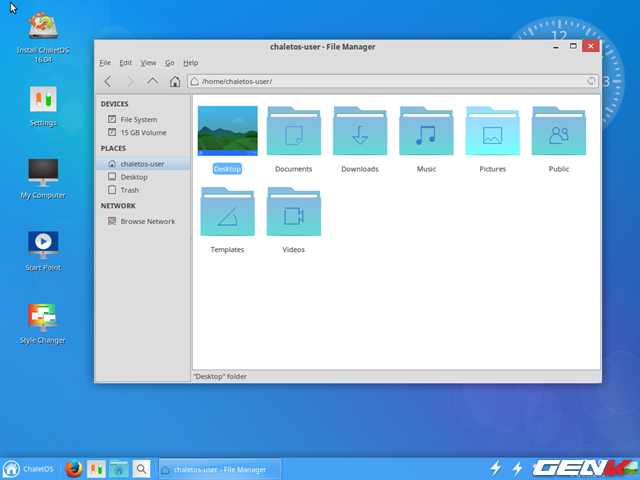 Install ChaletOS
16.04
Settings
My Computer
Start Point
Style Changer
12
3
chaletos-user - File Manager
File Edit View Go Help
/home/chaletos-user/
DEVICES
File System
15 GB Volume
PLACES
chaletos-user
Desktop
Trash
NETWORK
Browse Network
Desktop Documents Downloads Music Pictures Public
Templates Videos
"Desktop" folder
ChaletOS
chaletos-user - File Manager
GENK